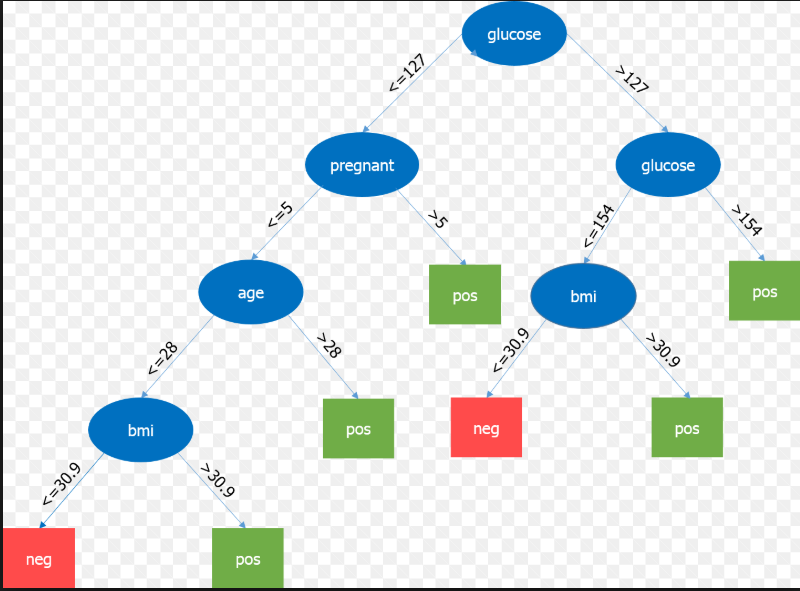 glucose
<=127
>127
pregnant
glucose
<=5
>5
<=154
>154
age
pos
bmi
pos
<=28
>28
<=30.9
>30.9
bmi
pos
neg
pos
<=30.9
>30.9
neg
pos